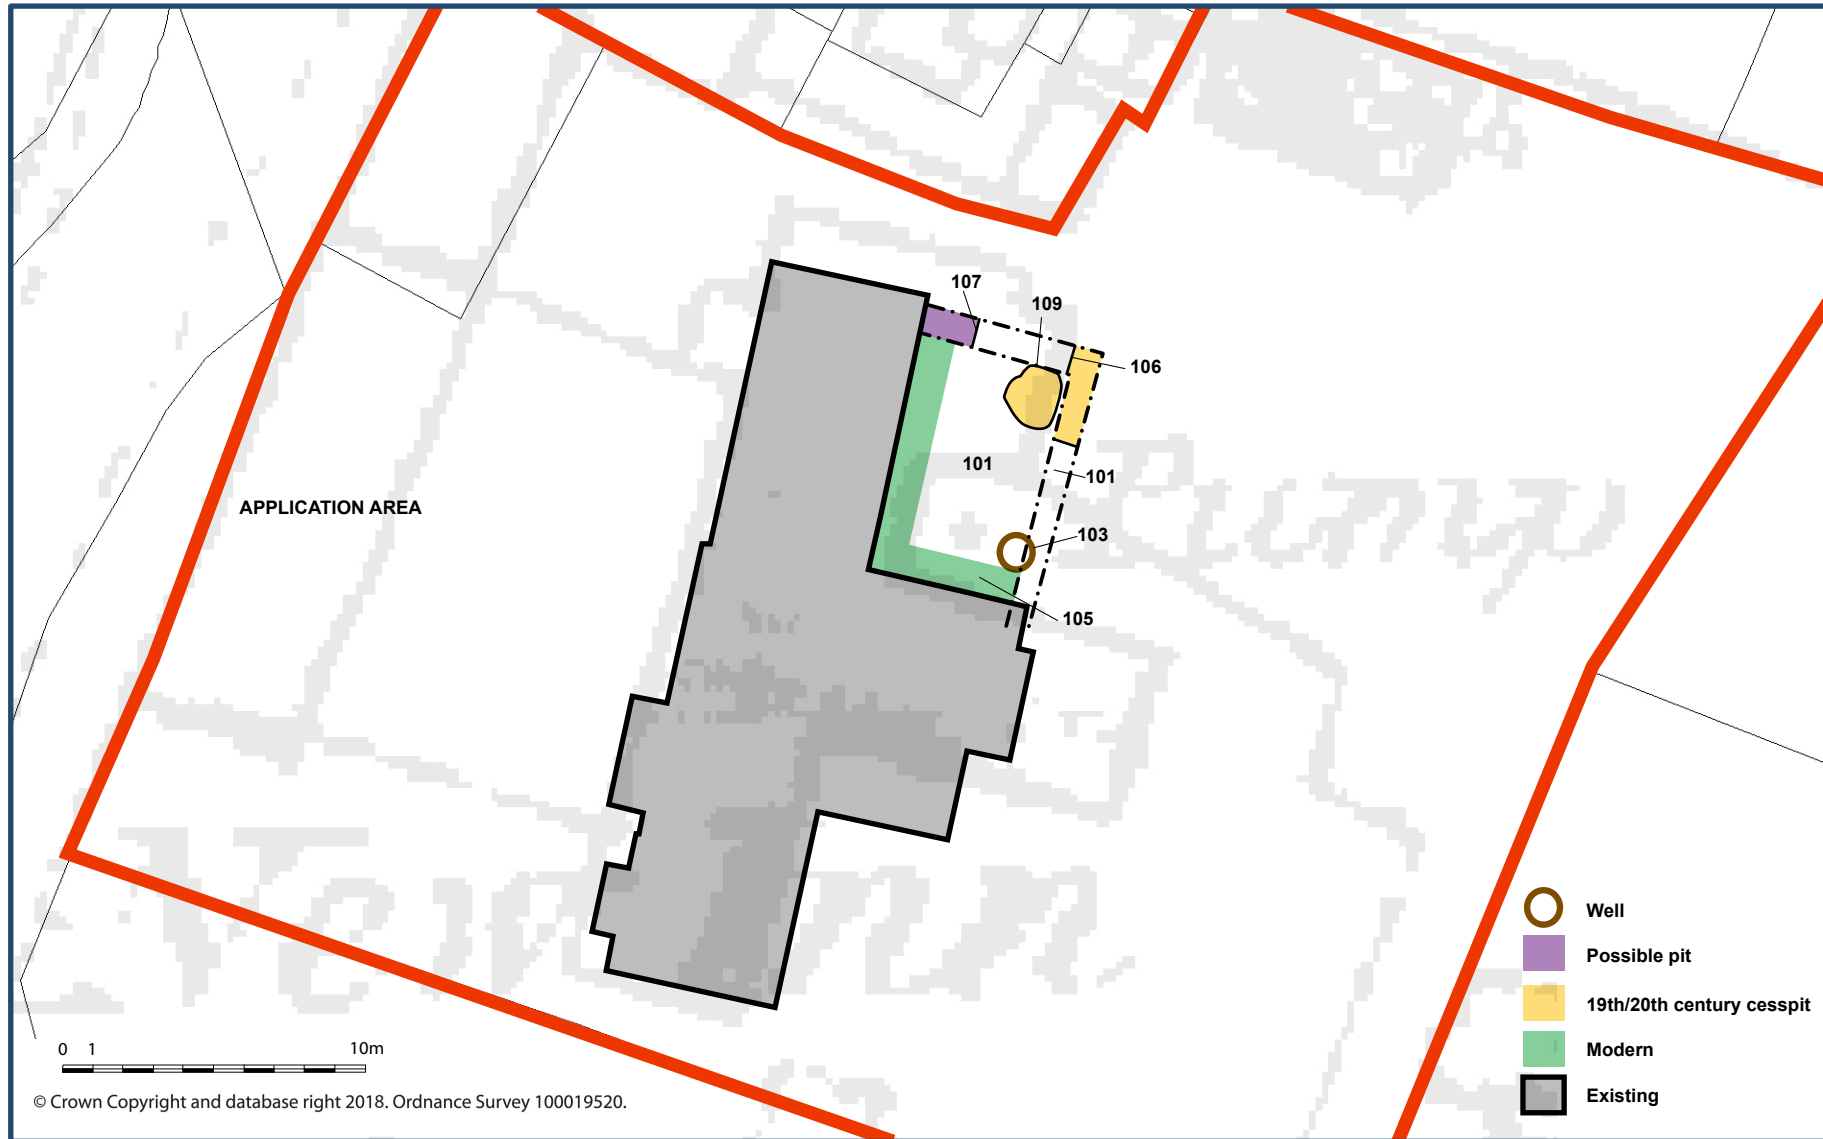 107
109
106
101
101
APPLICATION AREA
103
105
Well
Possible pit
19th/20th century cesspit
Modern
Existing
0 1 10m
© Crown Copyright and database right 2018. Ordnance Survey 100019520.